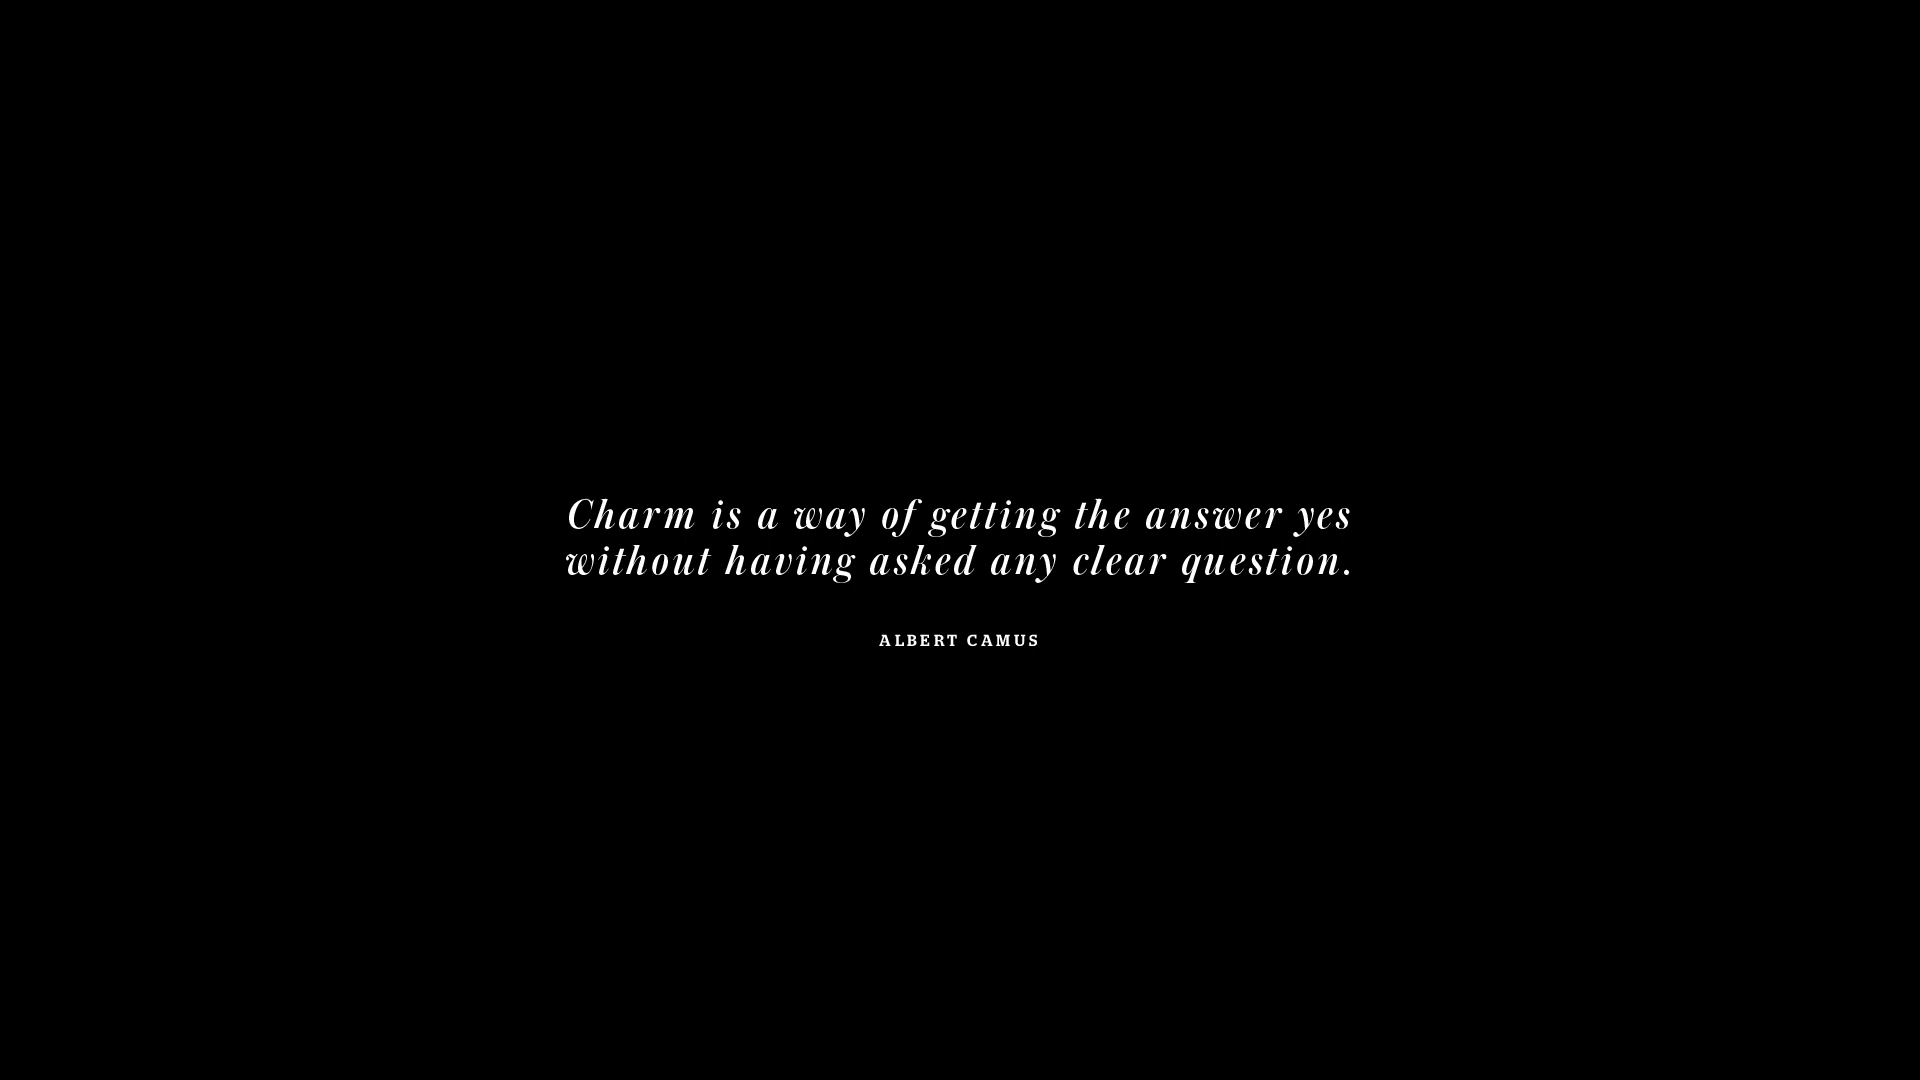 Charm is a way of getting the answer yes
without having asked any clear question.
ALBERT CAMUS